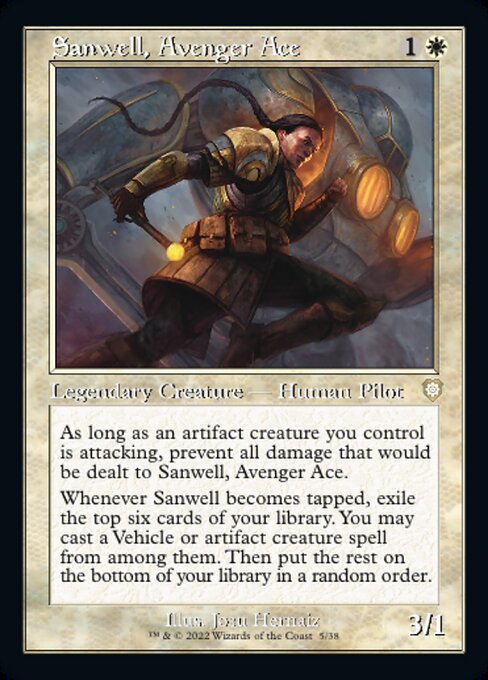 Sanwell, Avenger Ace 1
Legendary Creature — Human Pilot
As long as an artifact creature you control
is attacking, prevent all damage that would
be dealt to Sanwell, Avenger Ace.
Whenever Sanwell becomes tapped, exile
the top six cards of your library. You may
cast a Vehicle or artifact creature spell
from among them. Then put the rest on
the bottom of your library in a random order.
Illus. Joan Hernaiz
3/1
™ & © 2022 Wizards of the Coast 5/38